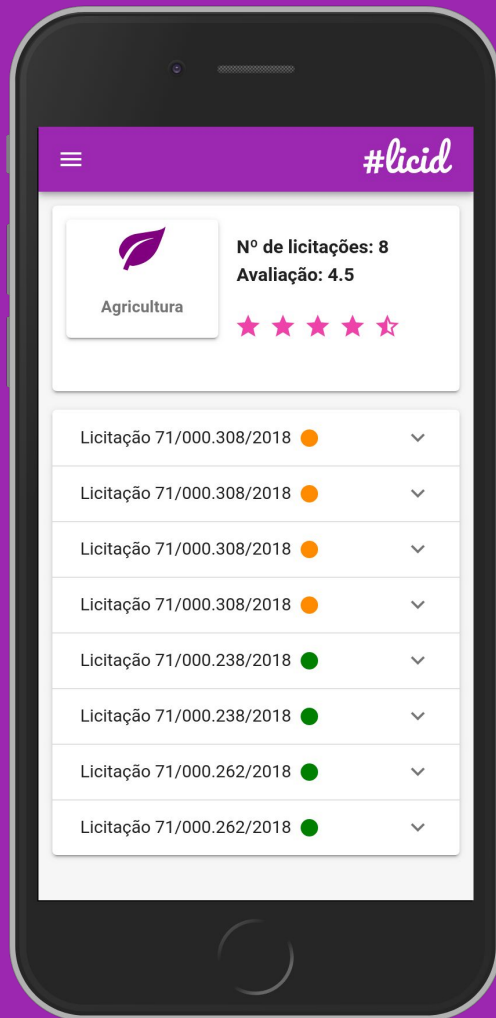 #licid
Nº de licitações: 8
Avaliação: 4.5
Agricultura
Licitação 71/000.308/2018
Licitação 71/000.308/2018
Licitação 71/000.308/2018
Licitação 71/000.308/2018
Licitação 71/000.238/2018
Licitação 71/000.238/2018
Licitação 71/000.262/2018
Licitação 71/000.262/2018